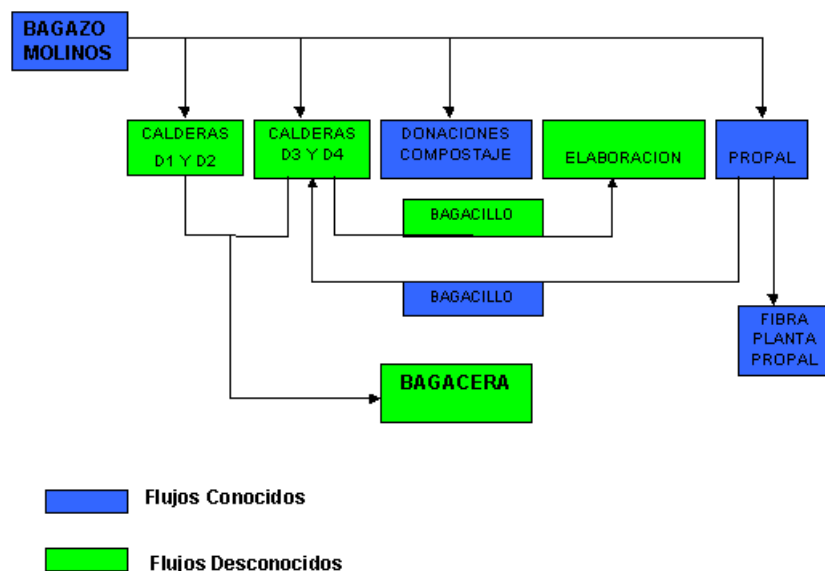 BAGAZO
MOLINOS
CALDERAS
D1 Y D2
CALDERAS
D3 Y D4
DONACIONES
COMPOSTAJE
ELABORACION
PROPAL
BAGACILLO
BAGACILLO
FIBRA
PLANTA
PROPAL
BAGACERA
Flujos Conocidos
Flujos Desconocidos